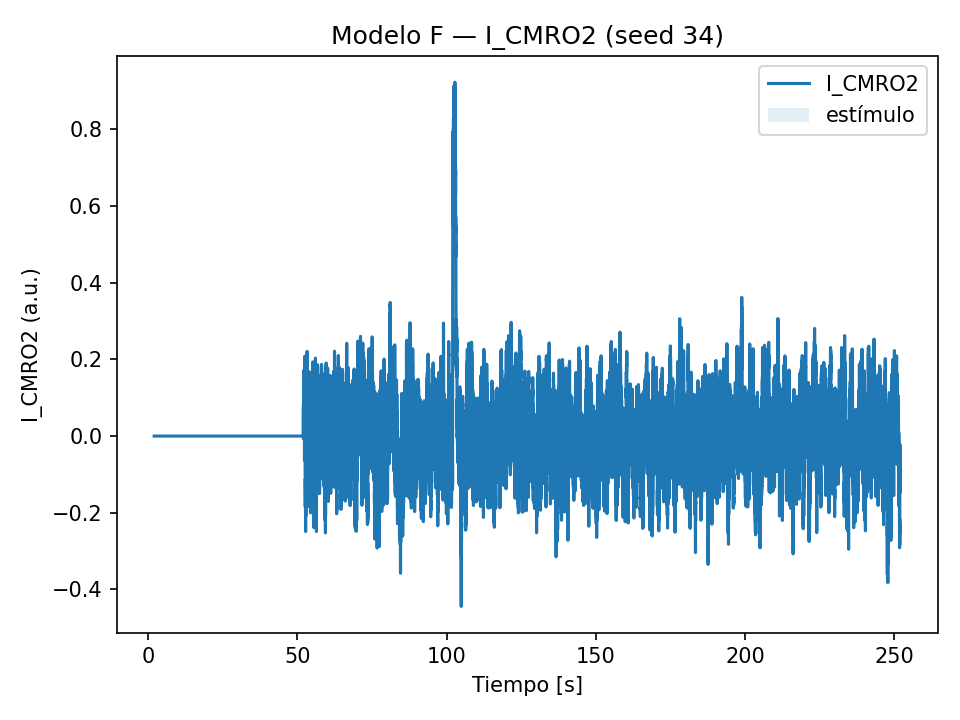 Modelo F — I_CMRO2 (seed 34)
I_CMRO2
estímulo
I_CMRO2 (a.u.)
0.8
0.6
0.4
0.2
0.0
−0.2
−0.4
0 50 100 150 200 250
Tiempo [s]